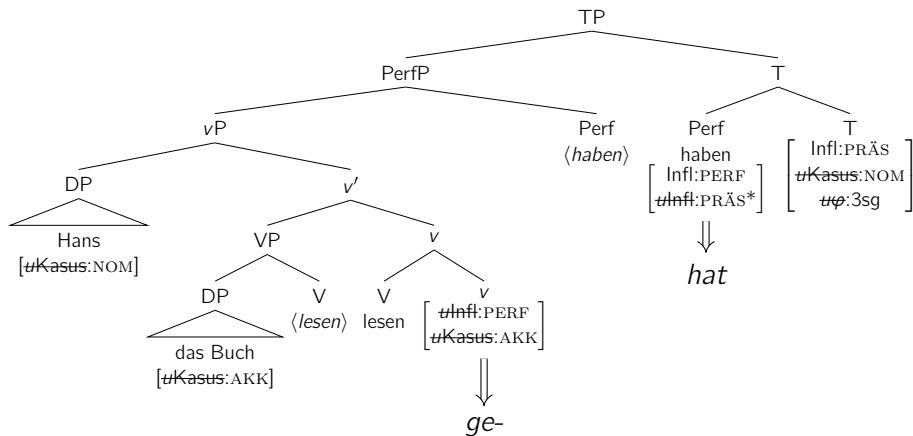 TP
PerfP T
vP Perf Perf T
⟨haben⟩ haben [Infl:PRÄS
[Infl:PERF uKasus:NOM
uInfl:PRÄS*] uφ:3sg]
DP v′
Hans VP v hat
[uKasus:NOM]
DP V V v
⟨lesen⟩ lesen [uInfl:PERF
das Buch uKasus:AKK]
[uKasus:AKK]
ge-